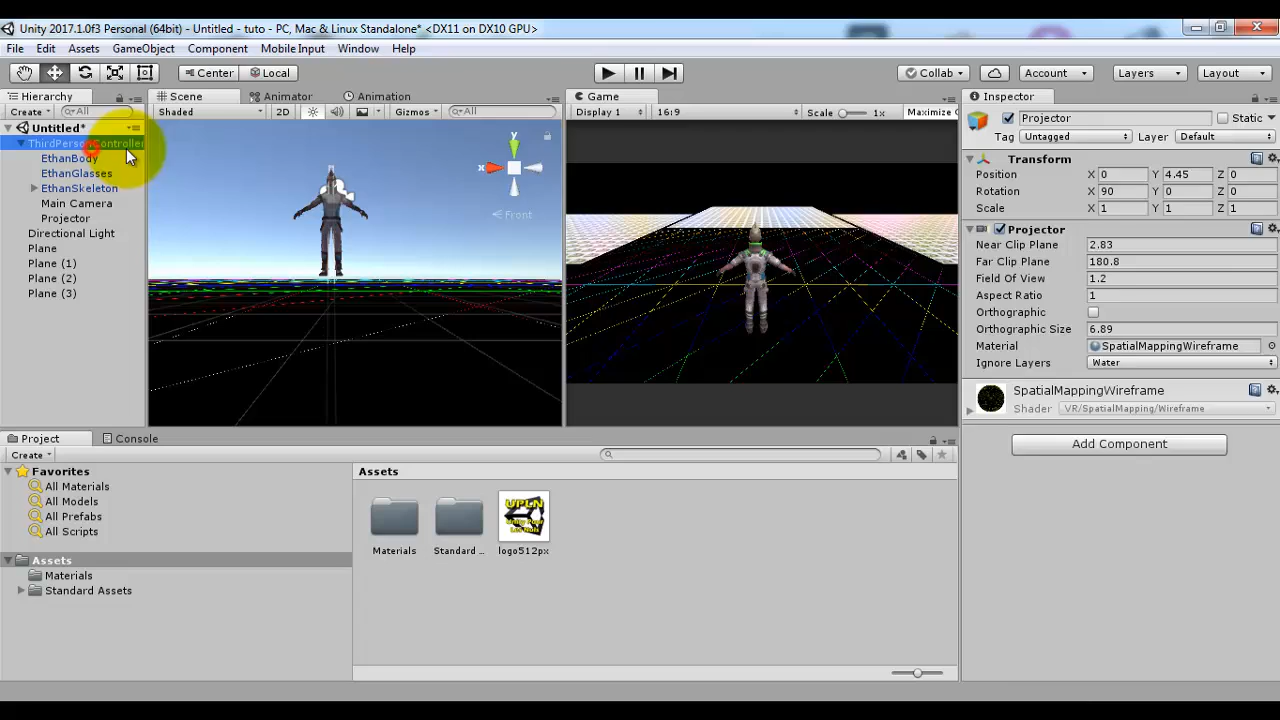 Unity 2017.1.0f3 Personal (64bit) - Untitled - tuto - PC, Mac & Linux Standalone* <DX11 on DX10 GPU>
File Edit Assets GameObject Component Mobile Input Window Help
Center Local Collab Account Layers Layout
Hierarchy
Create All
Untitled*
ThirdPersonController
EthanBody
EthanGlasses
EthanSkeleton
Main Camera
Projector
Directional Light
Plane
Plane (1)
Plane (2)
Plane (3)
Scene Animator Animation
Shaded 2D Gizmos All
y
x
Front
Game
Display 1 16:9 Scale 1x Maximize
Inspector
Projector Static
Tag Untagged Layer Default
Transform
Position X 0 Y 4.45 Z 0
Rotation X 90 Y 0 Z 0
Scale X 1 Y 1 Z 1
Projector
Near Clip Plane 2.83
Far Clip Plane 180.8
Field Of View 1.2
Aspect Ratio 1
Orthographic
Orthographic Size 6.89
Material SpatialMappingWireframe
Ignore Layers Water
SpatialMappingWireframe
Shader VR/SpatialMapping/Wireframe
Add Component
Project Console
Create
Favorites
All Materials
All Models
All Prefabs
All Scripts
Assets
Materials
Standard Assets
Assets
UPLN
Materials Standard ... logo512px